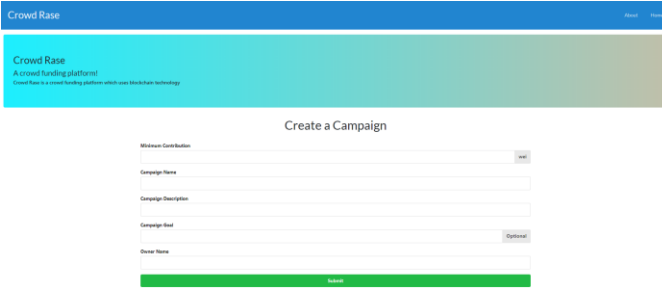 Crowd Rase
About Home
Crowd Rase
A crowd funding platform!
Crowd Rase is a crowd funding platform which uses blockchain technology
Create a Campaign
Minimum Contribution
wei
Campaign Name
Campaign Description
Campaign Goal
Optional
Owner Name
Submit